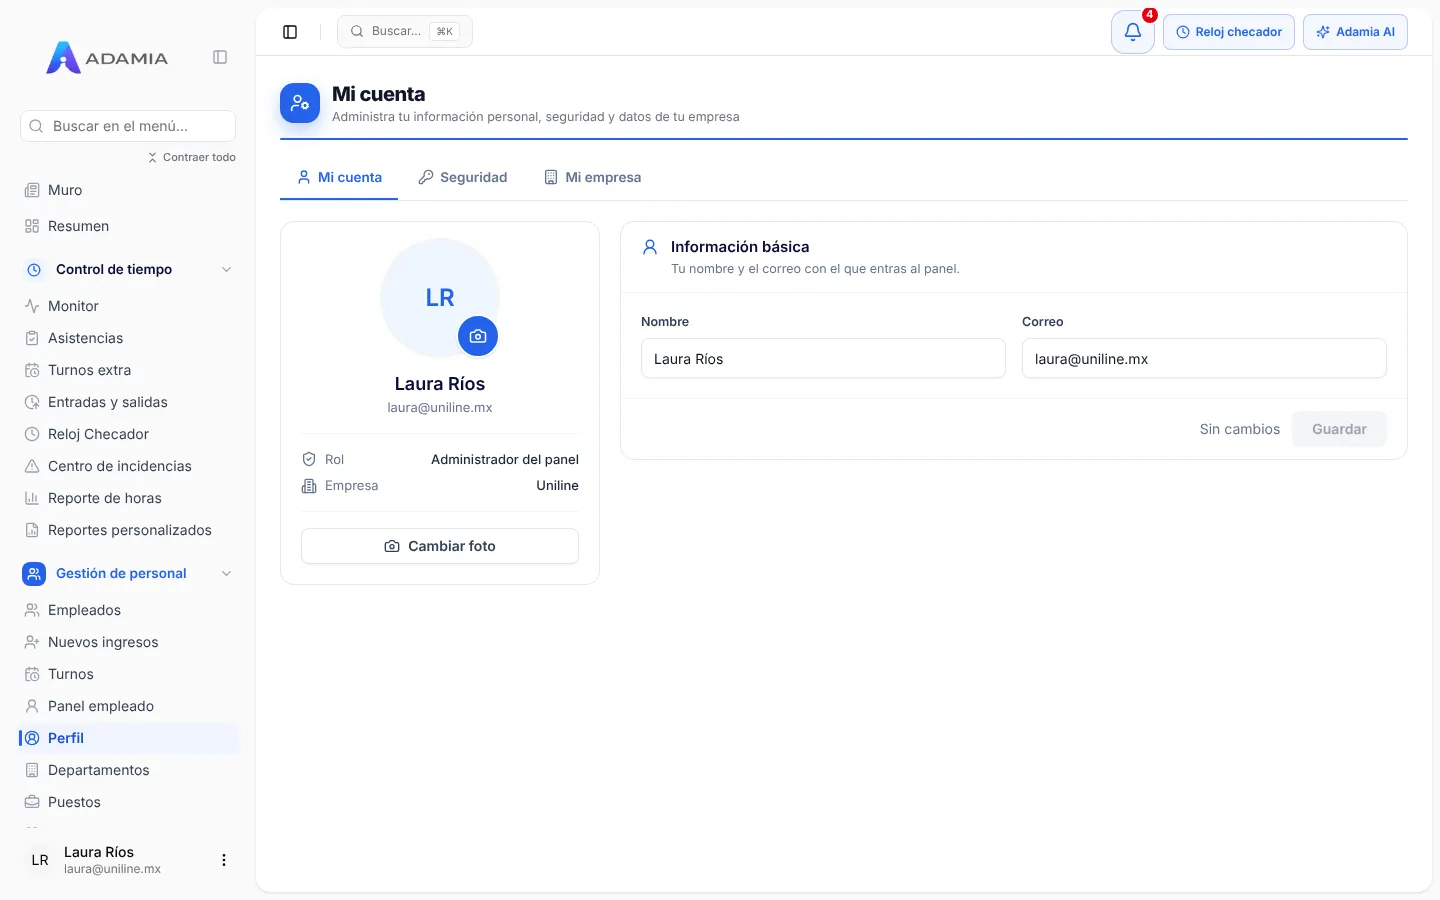 ADAMIA
Buscar en el menú...
Contraer todo
Muro
Resumen
Control de tiempo
Monitor
Asistencias
Turnos extra
Entradas y salidas
Reloj Checador
Centro de incidencias
Reporte de horas
Reportes personalizados
Gestión de personal
Empleados
Nuevos ingresos
Turnos
Panel empleado
Perfil
Departamentos
Puestos
LR
Laura Ríos
laura@uniline.mx
Buscar... ⌘K
4
Reloj checador
Adamia AI
Mi cuenta
Administra tu información personal, seguridad y datos de tu empresa
Mi cuenta
Seguridad
Mi empresa
LR
Laura Ríos
laura@uniline.mx
Rol Administrador del panel
Empresa Uniline
Cambiar foto
Información básica
Tu nombre y el correo con el que entras al panel.
Nombre
Laura Ríos
Correo
laura@uniline.mx
Sin cambios
Guardar